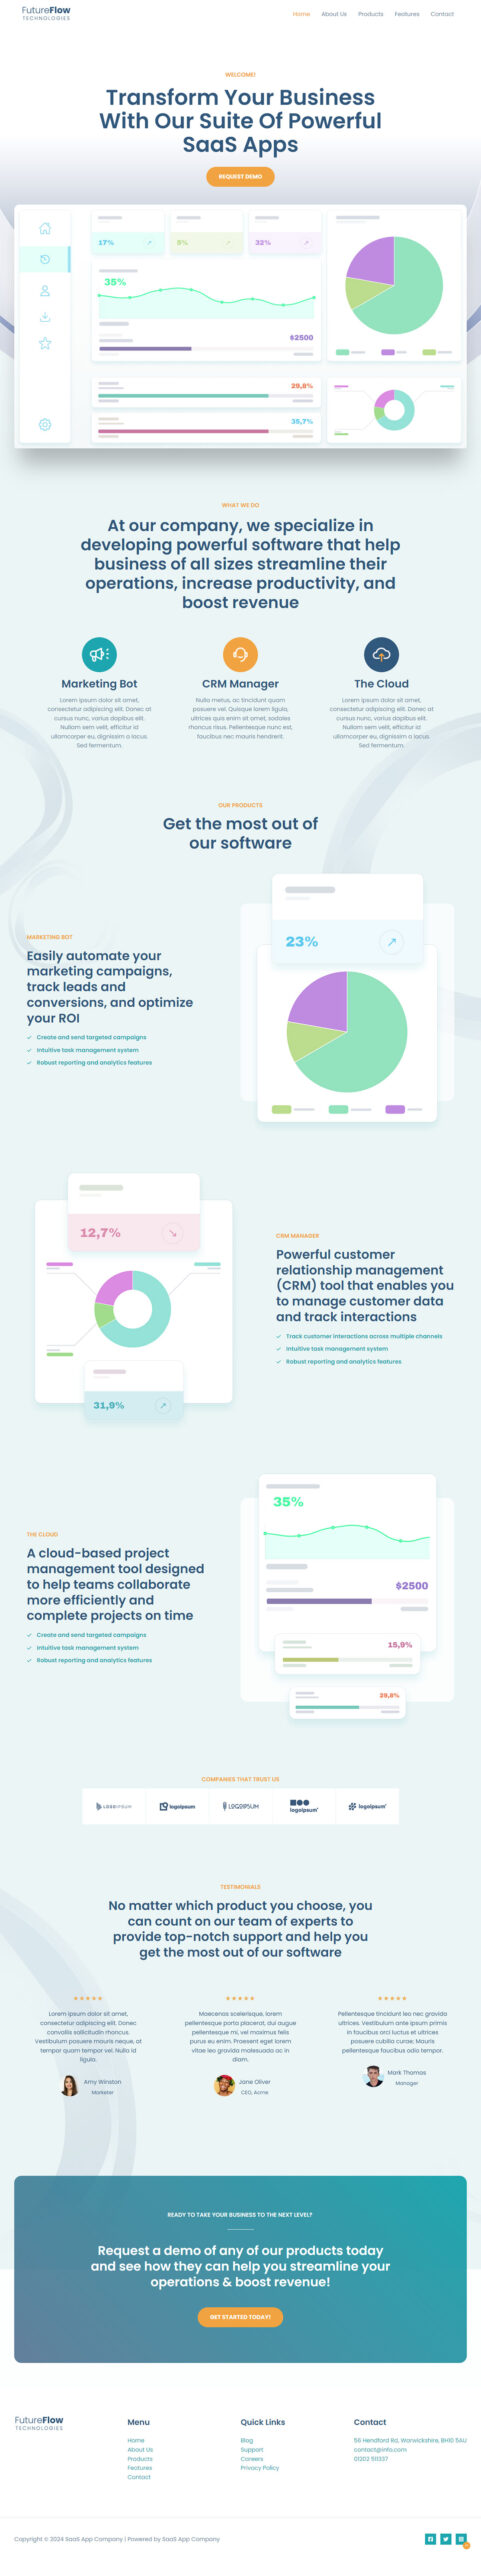 FutureFlow
TECHNOLOGIES
Home About Us Products Features Contact
WELCOME!
Transform Your Business
With Our Suite Of Powerful
SaaS Apps
REQUEST DEMO
17% 5% 32%
35%
$2500
29,8%
35,7%
WHAT WE DO
At our company, we specialize in
developing powerful software that help
business of all sizes streamline their
operations, increase productivity, and
boost revenue
Marketing Bot
Lorem ipsum dolor sit amet,
consectetur adipiscing elit. Donec at
cursus nunc, varius dapibus elit.
Nullam sem velit, efficitur id
ullamcorper eu, dignissim a lacus.
Sed fermentum.
CRM Manager
Nulla metus, ac tincidunt quam
posuere vel. Quisque lorem ligula,
ultrices quis enim sit amet, sodales
rhoncus risus. Pellentesque nunc est,
faucibus nec mauris hendrerit.
The Cloud
Lorem ipsum dolor sit amet,
consectetur adipiscing elit. Donec at
cursus nunc, varius dapibus elit.
Nullam sem velit, efficitur id
ullamcorper eu, dignissim a lacus.
Sed fermentum.
OUR PRODUCTS
Get the most out of
our software
MARKETING BOT
Easily automate your
marketing campaigns,
track leads and
conversions, and optimize
your ROI
Create and send targeted campaigns
Intuitive task management system
Robust reporting and analytics features
23%
12,7%
31,9%
CRM MANAGER
Powerful customer
relationship management
(CRM) tool that enables you
to manage customer data
and track interactions
Track customer interactions across multiple channels
Intuitive task management system
Robust reporting and analytics features
THE CLOUD
A cloud-based project
management tool designed
to help teams collaborate
more efficiently and
complete projects on time
Create and send targeted campaigns
Intuitive task management system
Robust reporting and analytics features
35%
$2500
15,9%
29,8%
COMPANIES THAT TRUST US
LOGOIPSUM logoipsum LOGOIPSUM logoipsum logoipsum
TESTIMONIALS
No matter which product you choose, you
can count on our team of experts to
provide top-notch support and help you
get the most out of our software
Lorem ipsum dolor sit amet,
consectetur adipiscing elit. Donec
convallis sollicitudin rhoncus.
Vestibulum posuere mauris neque, at
tempor quam tempor vel. Nulla id
ligula.
Amy Winston
Marketer
Maecenas scelerisque, lorem
pellentesque porta placerat, dui augue
pellentesque mi, vel maximus felis
purus eu enim. Praesent eget lorem
vitae leo gravida malesuada ac in
diam.
Jane Oliver
CEO, Acme
Pellentesque tincidunt leo nec gravida
ultrices. Vestibulum ante ipsum primis
in faucibus orci luctus et ultrices
posuere cubilia curae; Mauris
pellentesque faucibus odio tempor.
Mark Thomas
Manager
READY TO TAKE YOUR BUSINESS TO THE NEXT LEVEL?
Request a demo of any of our products today
and see how they can help you streamline your
operations & boost revenue!
GET STARTED TODAY!
FutureFlow
TECHNOLOGIES
Menu
Home
About Us
Products
Features
Contact
Quick Links
Blog
Support
Careers
Privacy Policy
Contact
56 Hendford Rd, Warwickshire, BH10 5AU
contact@info.com
01202 511337
Copyright © 2024 SaaS App Company | Powered by SaaS App Company